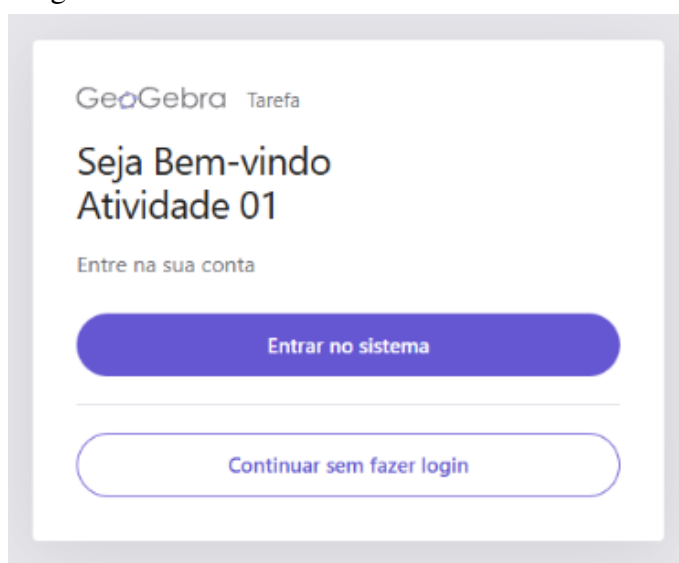 GeoGebra Tarefa
Seja Bem-vindo
Atividade 01
Entre na sua conta
Entrar no sistema
Continuar sem fazer login